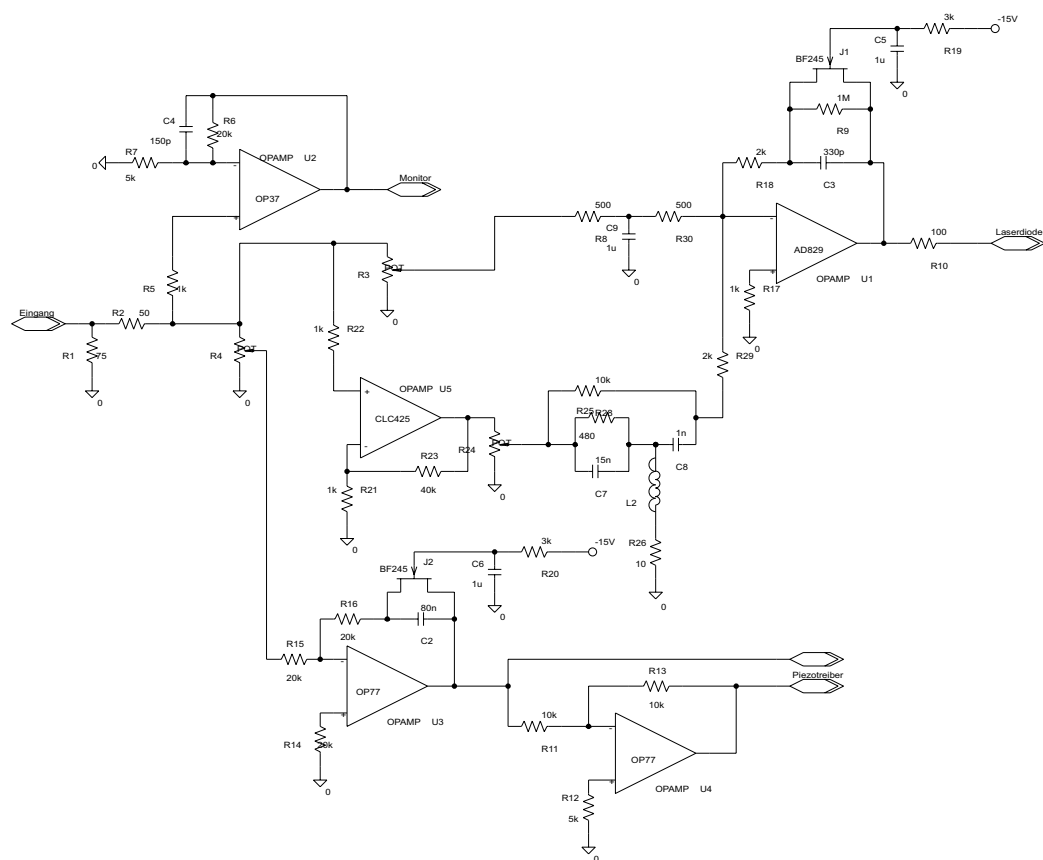 -15V
3k
R19
C5
1u
J1
BF245
1M
R9
C4
R6
150p
20k
R7
5k
0
0
OPAMP U2
-
OP37
+
Monitor
2k
R18
330p
C3
500
C9
R8
1u
500
R30
0
-
AD829
+
OPAMP U1
100
R10
Laserdiode
1k
R17
0
R3
POT
0
R5
1k
Eingang
R2 50
R1
75
0
R4
POT
0
1k
R22
2k
R29
OPAMP U5
+
CLC425
-
R24
POT
0
10k
R25
R28
480
15n
C7
1n
C8
L2
R26
10
0
R23
40k
1k
R21
0
-15V
3k
R20
C6
1u
0
J2
BF245
R16
20k
80n
C2
R15
20k
-
OP77
+
OPAMP U3
R14
20k
0
Piezotreiber
R13
10k
10k
R11
-
OP77
+
OPAMP U4
R12
5k
0